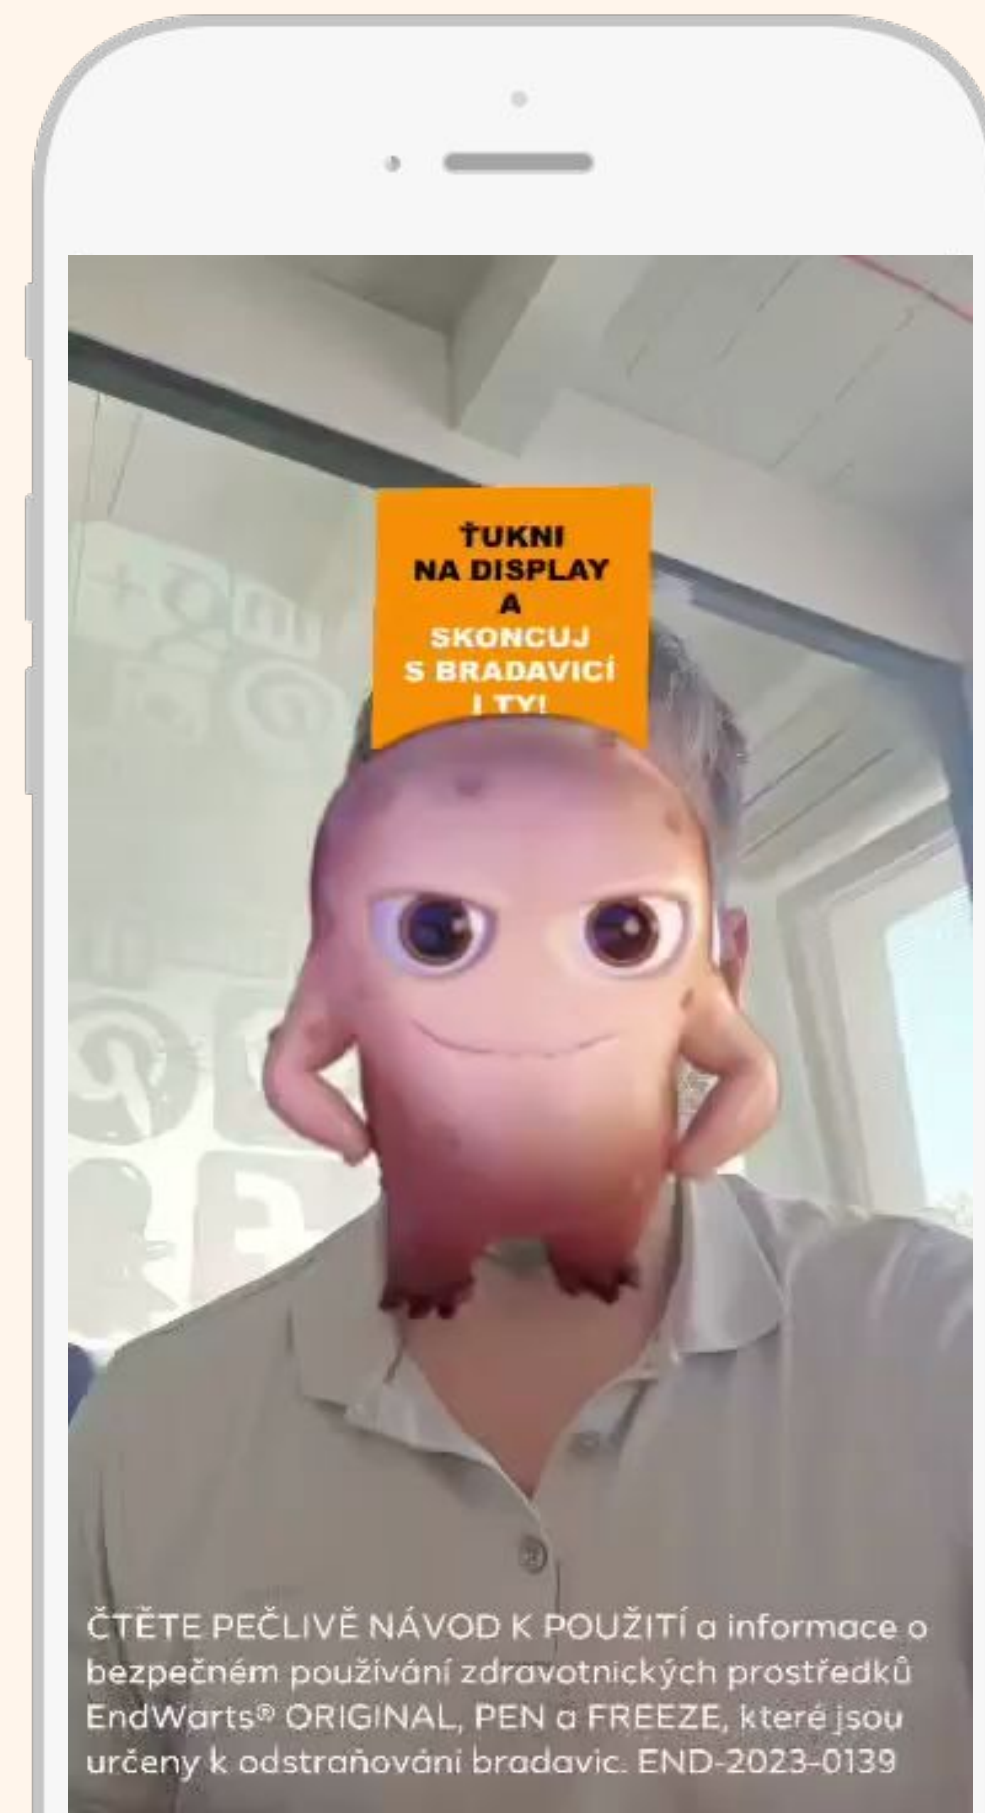 ŤUKNI
NA DISPLAY
A
SKONCUJ
S BRADAVICÍ
I TY!
ČTĚTE PEČLIVĚ NÁVOD K POUŽITÍ a informace o
bezpečném používání zdravotnických prostředků
EndWarts® ORIGINAL, PEN a FREEZE, které jsou
určeny k odstraňování bradavic. END-2023-0139